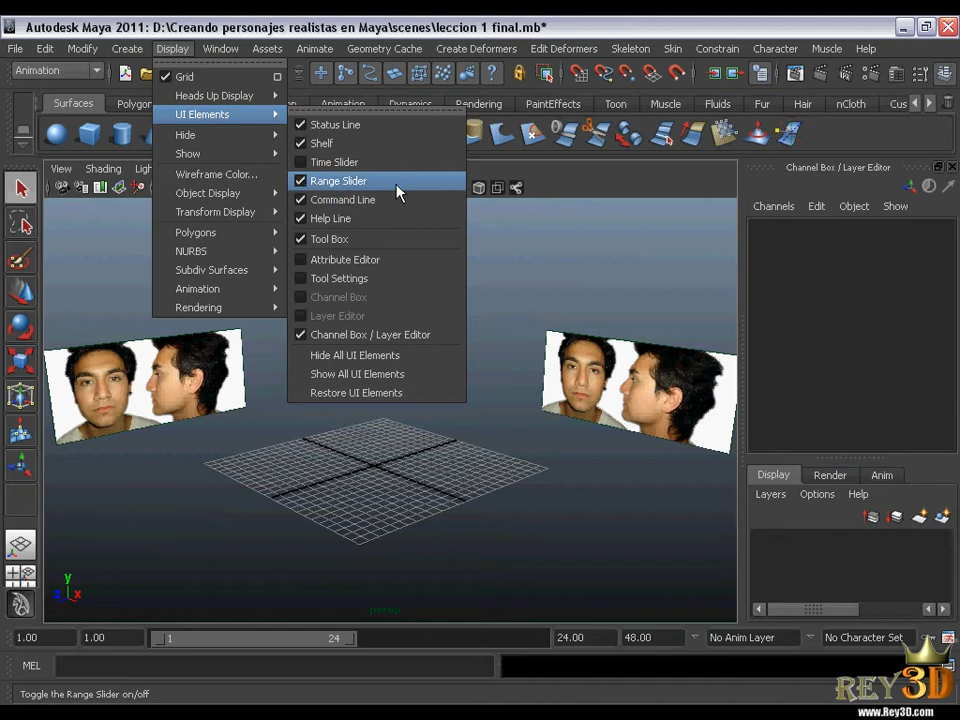 Autodesk Maya 2011: D:\Creando personajes realistas en Maya\scenes\leccion 1 final.mb*
File Edit Modify Create Display Window Assets Animate Geometry Cache Create Deformers Edit Deformers Skeleton Skin Constrain Character Muscle Help
Animation
Surfaces Polygon Animation Dynamics Rendering PaintEffects Toon Muscle Fluids Fur Hair nCloth Cus
Grid
Heads Up Display
UI Elements
Hide
Show
Wireframe Color...
Object Display
Transform Display
Polygons
NURBS
Subdiv Surfaces
Animation
Rendering
Status Line
Shelf
Time Slider
Range Slider
Command Line
Help Line
Tool Box
Attribute Editor
Tool Settings
Channel Box
Layer Editor
Channel Box / Layer Editor
Hide All UI Elements
Show All UI Elements
Restore UI Elements
View Shading Ligh
Channel Box / Layer Editor
Channels Edit Object Show
Display Render Anim
Layers Options Help
y
z x
persp
1.00 1.00 1 24 24.00 48.00 No Anim Layer No Character Set
MEL
Toggle the Range Slider on/off
REY3D
www.Rey3D.com